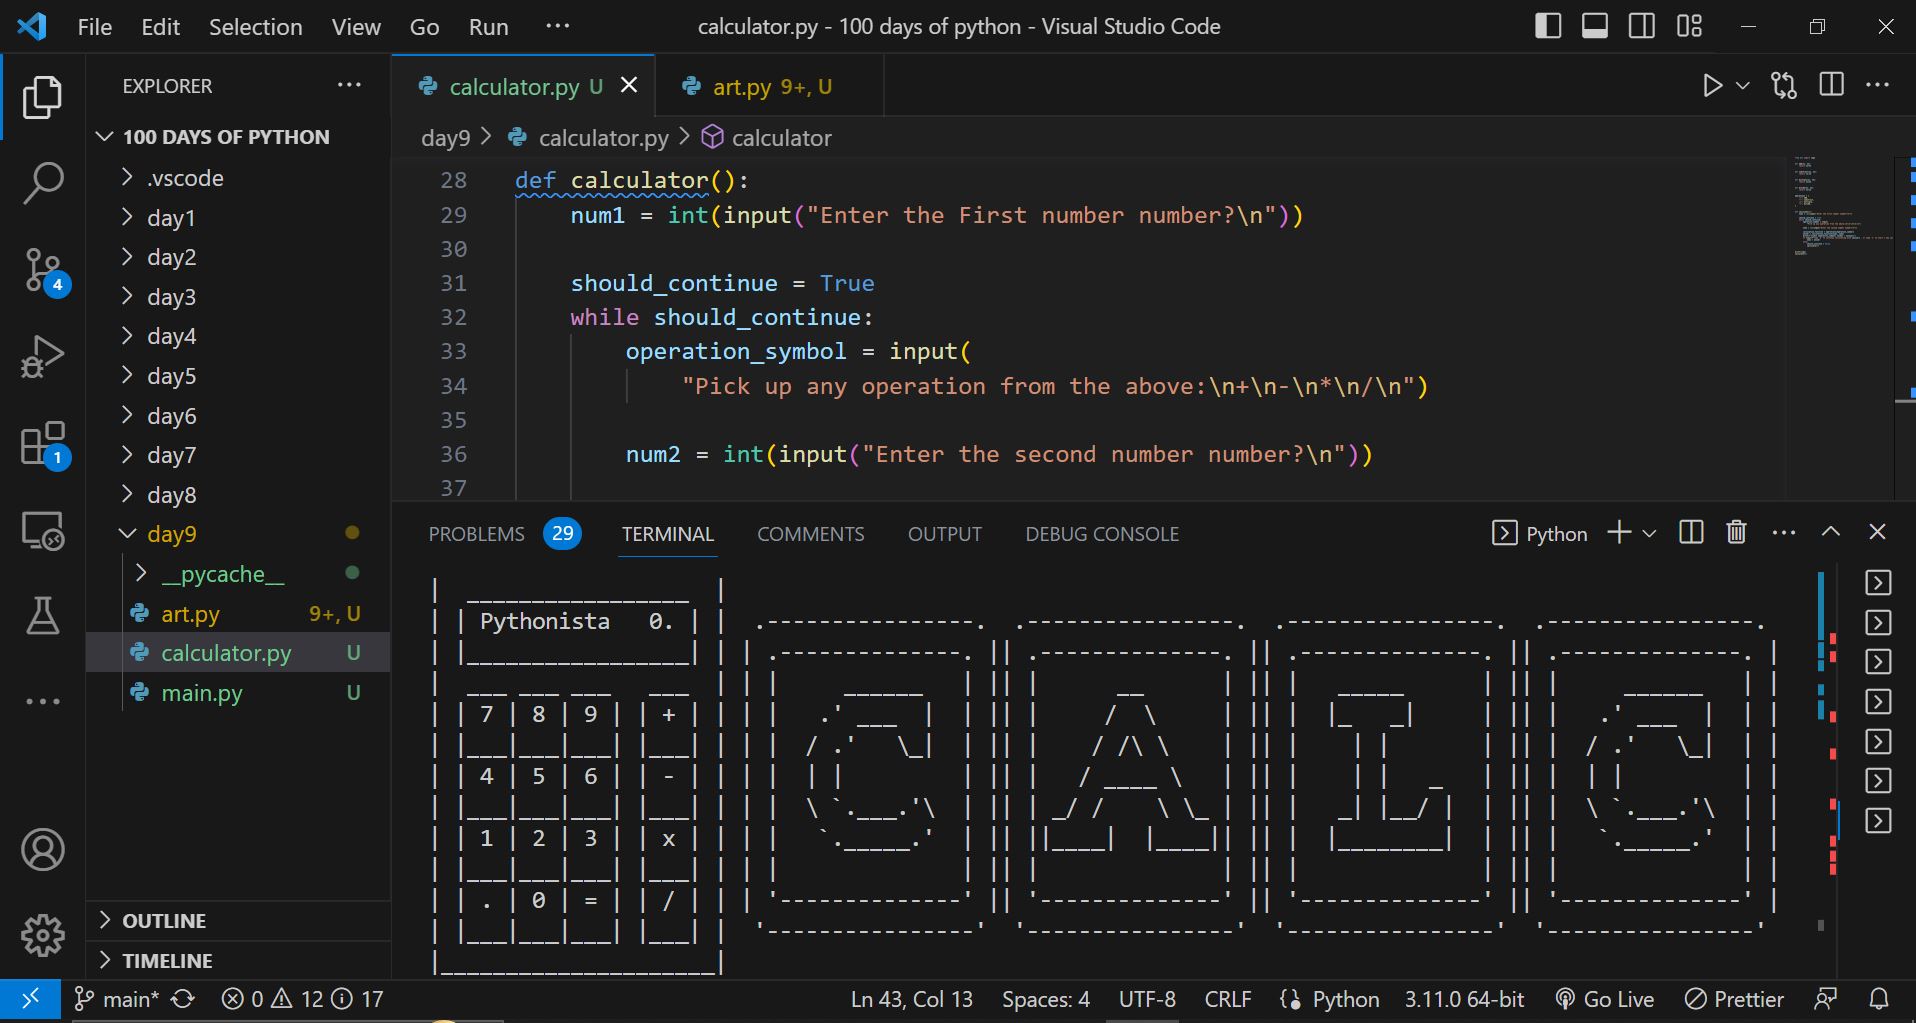 File Edit Selection View Go Run ··· calculator.py - 100 days of python - Visual Studio Code
EXPLORER ···
100 DAYS OF PYTHON
.vscode
day1
day2
day3
day4
day5
day6
day7
day8
day9
__pycache__
art.py 9+, U
calculator.py U
main.py U
OUTLINE
TIMELINE
4
1
calculator.py U art.py 9+, U
day9 > calculator.py > calculator
28 def calculator():
29     num1 = int(input("Enter the First number number?\n"))
30
31     should_continue = True
32     while should_continue:
33         operation_symbol = input(
34             "Pick up any operation from the above:\n+\n-\n*\n/\n")
35
36         num2 = int(input("Enter the second number number?\n"))
37
PROBLEMS 29 TERMINAL COMMENTS OUTPUT DEBUG CONSOLE Python
Pythonista 0.
7 8 9 +
4 5 6 -
1 2 3 x
. 0 = /
CALC
main* 0 12 17 Ln 43, Col 13 Spaces: 4 UTF-8 CRLF Python 3.11.0 64-bit Go Live Prettier